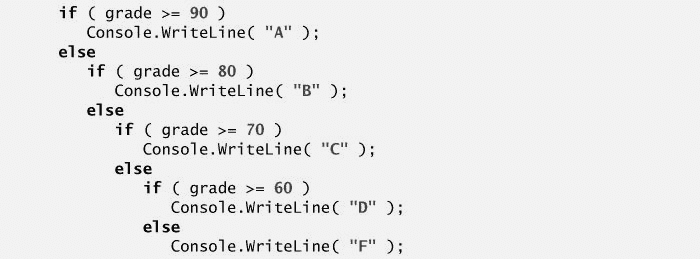 if ( grade >= 90 )
Console.WriteLine( "A" );
else
if ( grade >= 80 )
Console.WriteLine( "B" );
else
if ( grade >= 70 )
Console.WriteLine( "C" );
else
if ( grade >= 60 )
Console.WriteLine( "D" );
else
Console.WriteLine( "F" );